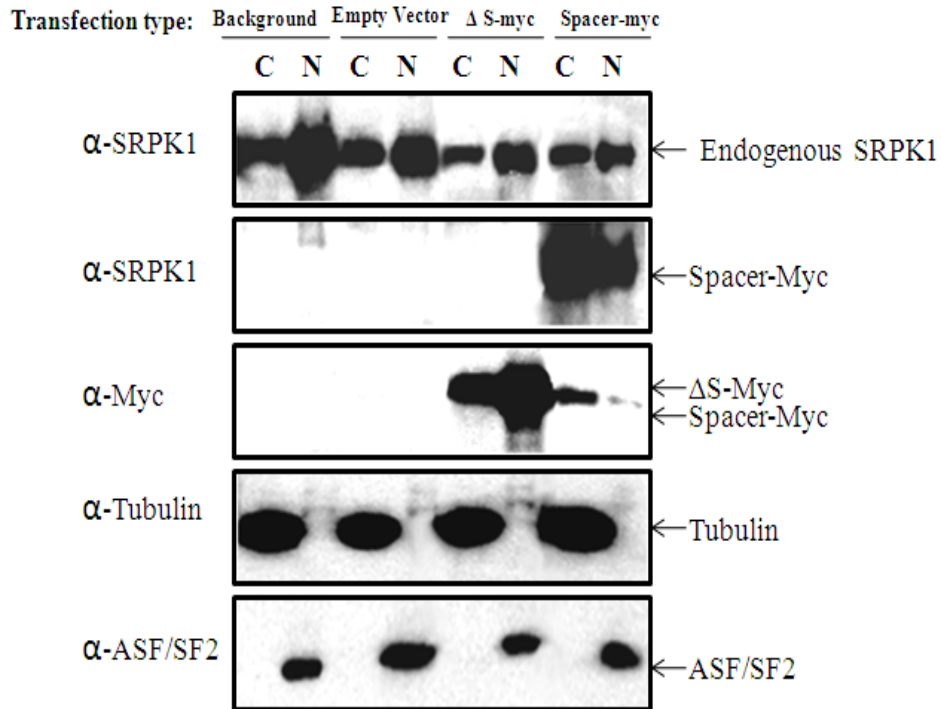 Transfection type: Background Empty Vector Δ S-myc Spacer-myc
C N C N C N C N
α-SRPK1 Endogenous SRPK1
α-SRPK1 Spacer-Myc
α-Myc ΔS-Myc
Spacer-Myc
α-Tubulin Tubulin
α-ASF/SF2 ASF/SF2